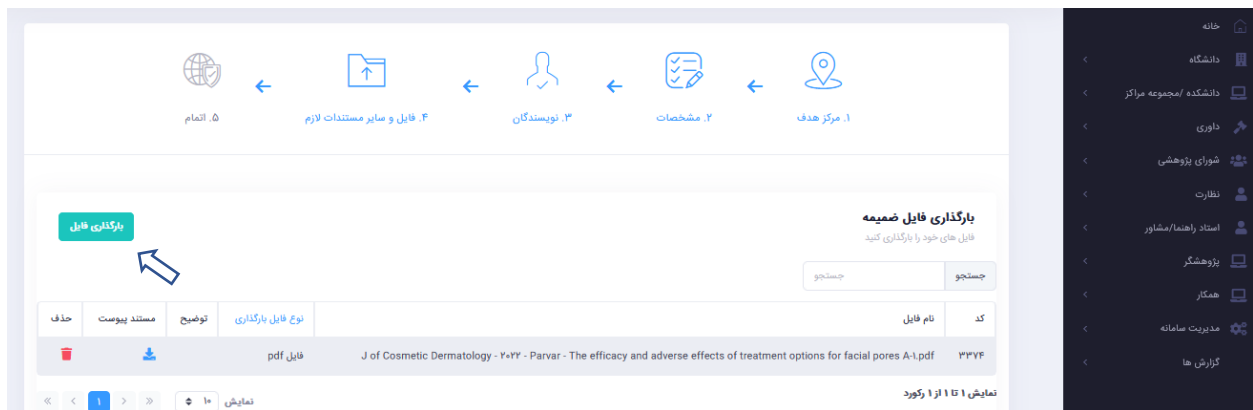 خانه
دانشگاه
دانشکده /مجموعه مراکز
داوری
شورای پژوهشی
نظارت
استاد راهنما/مشاور
پژوهشگر
همکار
مدیریت سامانه
گزارش ها
۱. مرکز هدف
۲. مشخصات
۳. نویسندگان
۴. فایل و سایر مستندات لازم
۵. اتمام
بارگذاری فایل ضمیمه
فایل های خود را بارگذاری کنید
بارگذاری فایل
جستجو جستجو
کد نام فایل نوع فایل بارگذاری توضیح مستند پیوست حذف
۳۳۷۴ J of Cosmetic Dermatology - ۲۰۲۲ - Parvar - The efficacy and adverse effects of treatment options for facial pores A-۱.pdf فایل pdf
نمایش ۱ تا ۱ از ۱ رکورد
نمایش ۱۰ ۱